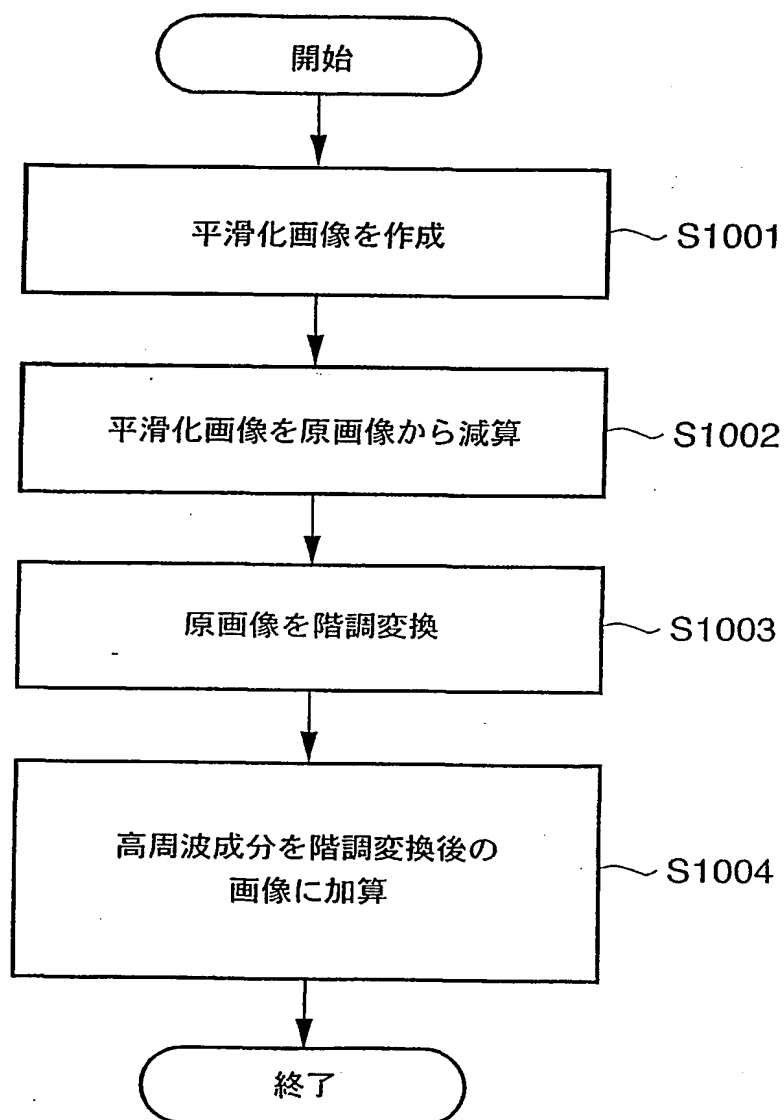 開始
平滑化画像を作成
S1001
平滑化画像を原画像から減算
S1002
原画像を階調変換
S1003
高周波成分を階調変換後の
画像に加算
S1004
終了